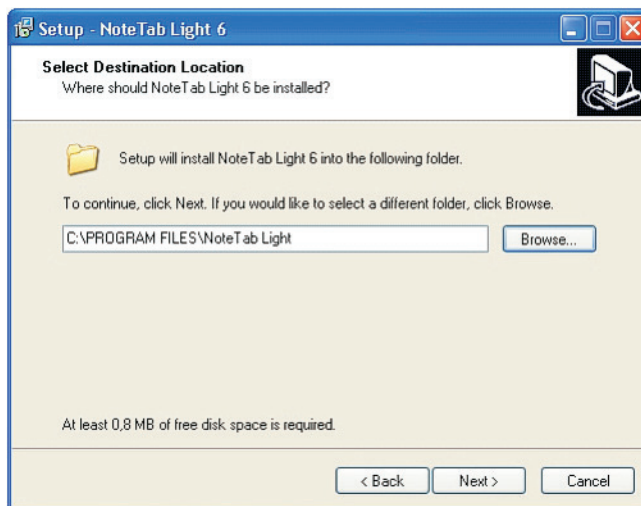 Setup - NoteTab Light 6
Select Destination Location
Where should NoteTab Light 6 be installed?
Setup will install NoteTab Light 6 into the following folder.
To continue, click Next. If you would like to select a different folder, click Browse.
C:\PROGRAM FILES\NoteTab Light
Browse...
At least 0,8 MB of free disk space is required.
< Back
Next >
Cancel